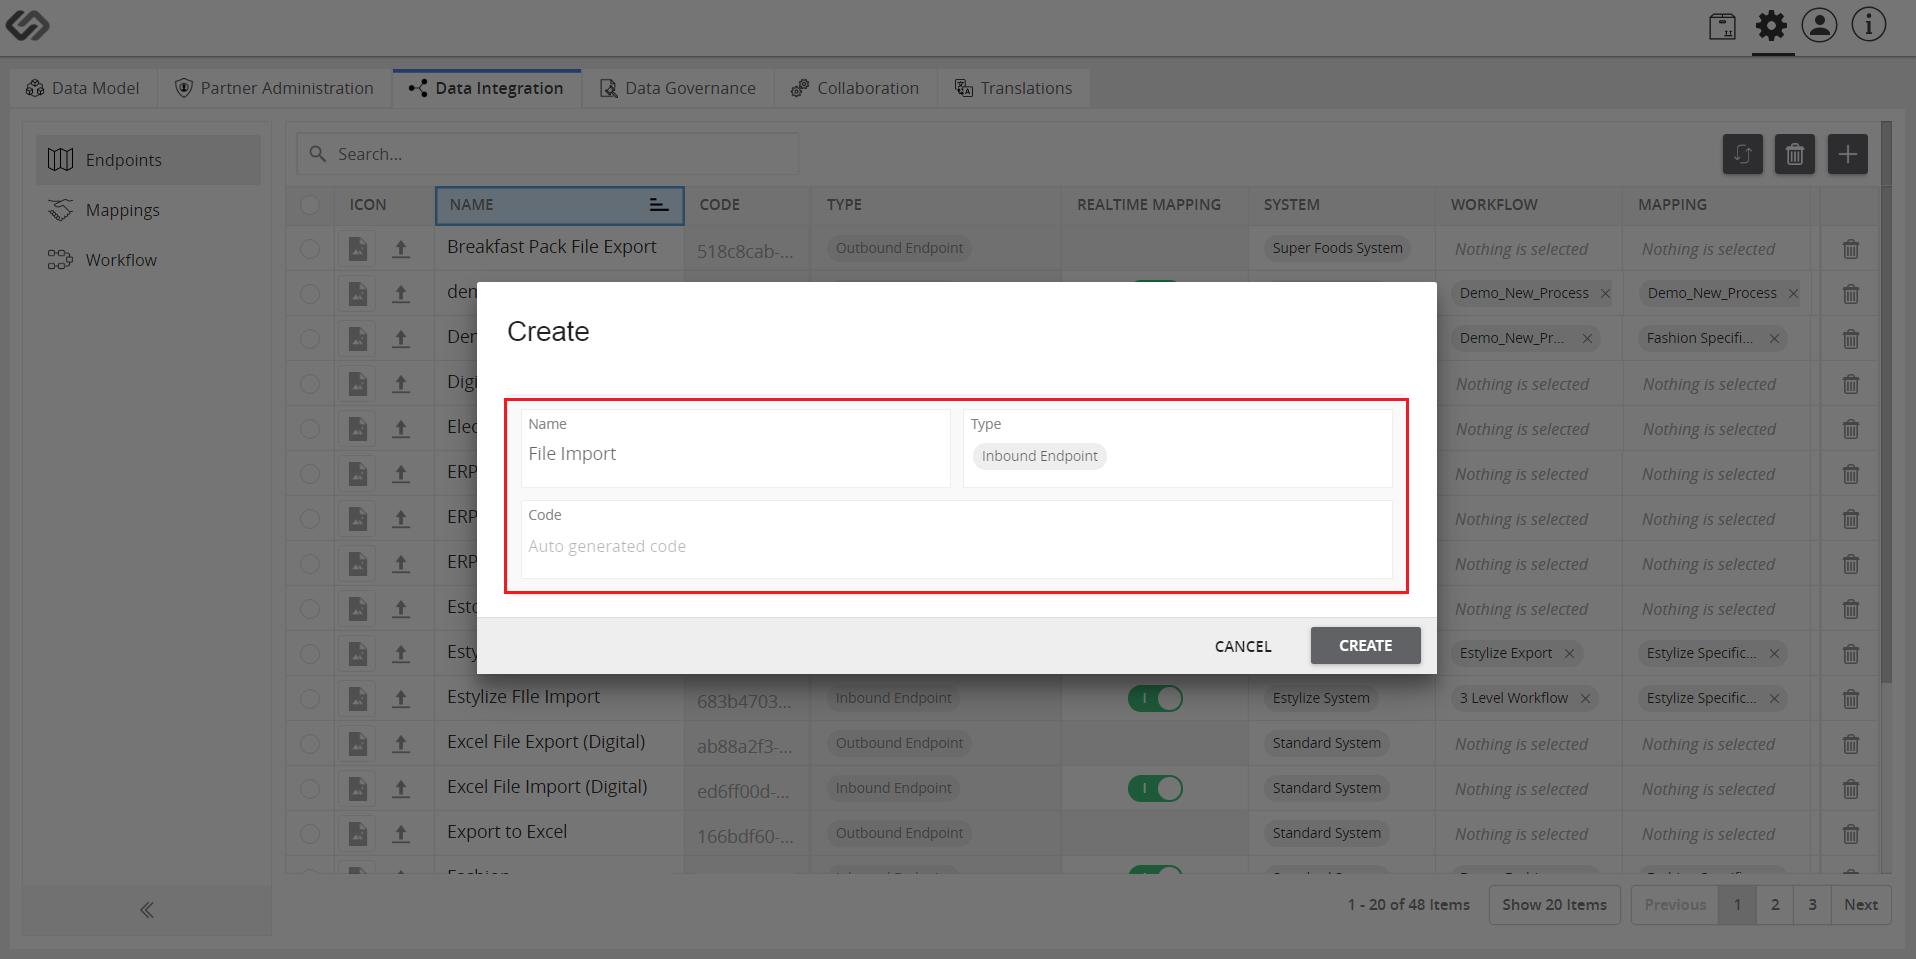 Data Model
Partner Administration
Data Integration
Data Governance
Collaboration
Translations
Endpoints
Mappings
Workflow
Search...
ICON NAME CODE TYPE REALTIME MAPPING SYSTEM WORKFLOW MAPPING
Breakfast Pack File Export 518c8cab-... Outbound Endpoint Super Foods System Nothing is selected Nothing is selected
Demo_New_Process Demo_New_Process
Demo_New_Pr... Fashion Specifi...
Nothing is selected Nothing is selected
Nothing is selected Nothing is selected
ERP Nothing is selected Nothing is selected
ERP Nothing is selected Nothing is selected
ERP Nothing is selected Nothing is selected
Nothing is selected Nothing is selected
Estylize Export Estylize Specific...
Create
Name
File Import
Type
Inbound Endpoint
Code
Auto generated code
CANCEL
CREATE
Estylize FIle Import 683b4703... Inbound Endpoint Estylize System 3 Level Workflow Estylize Specific...
Excel File Export (Digital) ab88a2f3-... Outbound Endpoint Standard System Nothing is selected Nothing is selected
Excel File Import (Digital) ed6ff00d-... Inbound Endpoint Standard System Nothing is selected Nothing is selected
Export to Excel 166bdf60-... Outbound Endpoint Standard System Nothing is selected Nothing is selected
1 - 20 of 48 Items
Show 20 Items
Previous 1 2 3 Next